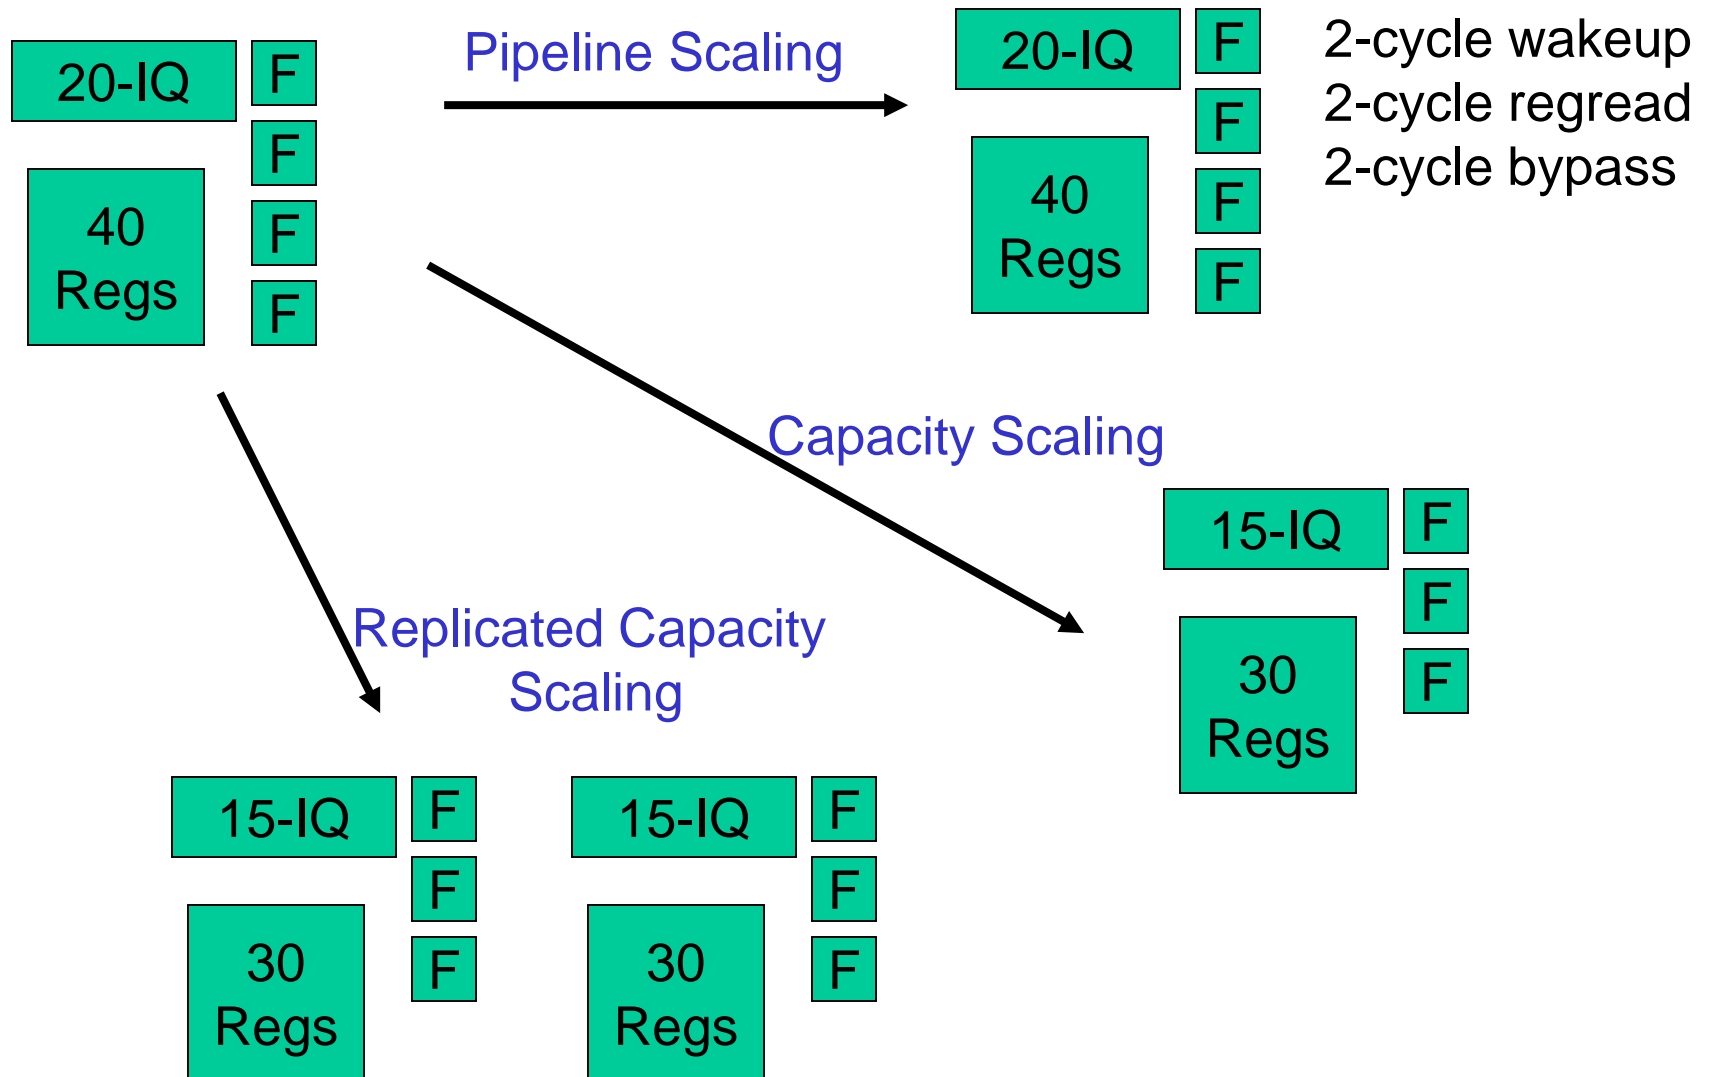 20-IQ
F
F
F
F
40
Regs
Pipeline Scaling
20-IQ
F
F
F
F
40
Regs
2-cycle wakeup
2-cycle regread
2-cycle bypass
Capacity Scaling
15-IQ
F
F
F
30
Regs
Replicated Capacity
Scaling
15-IQ
F
F
F
30
Regs
15-IQ
F
F
F
30
Regs